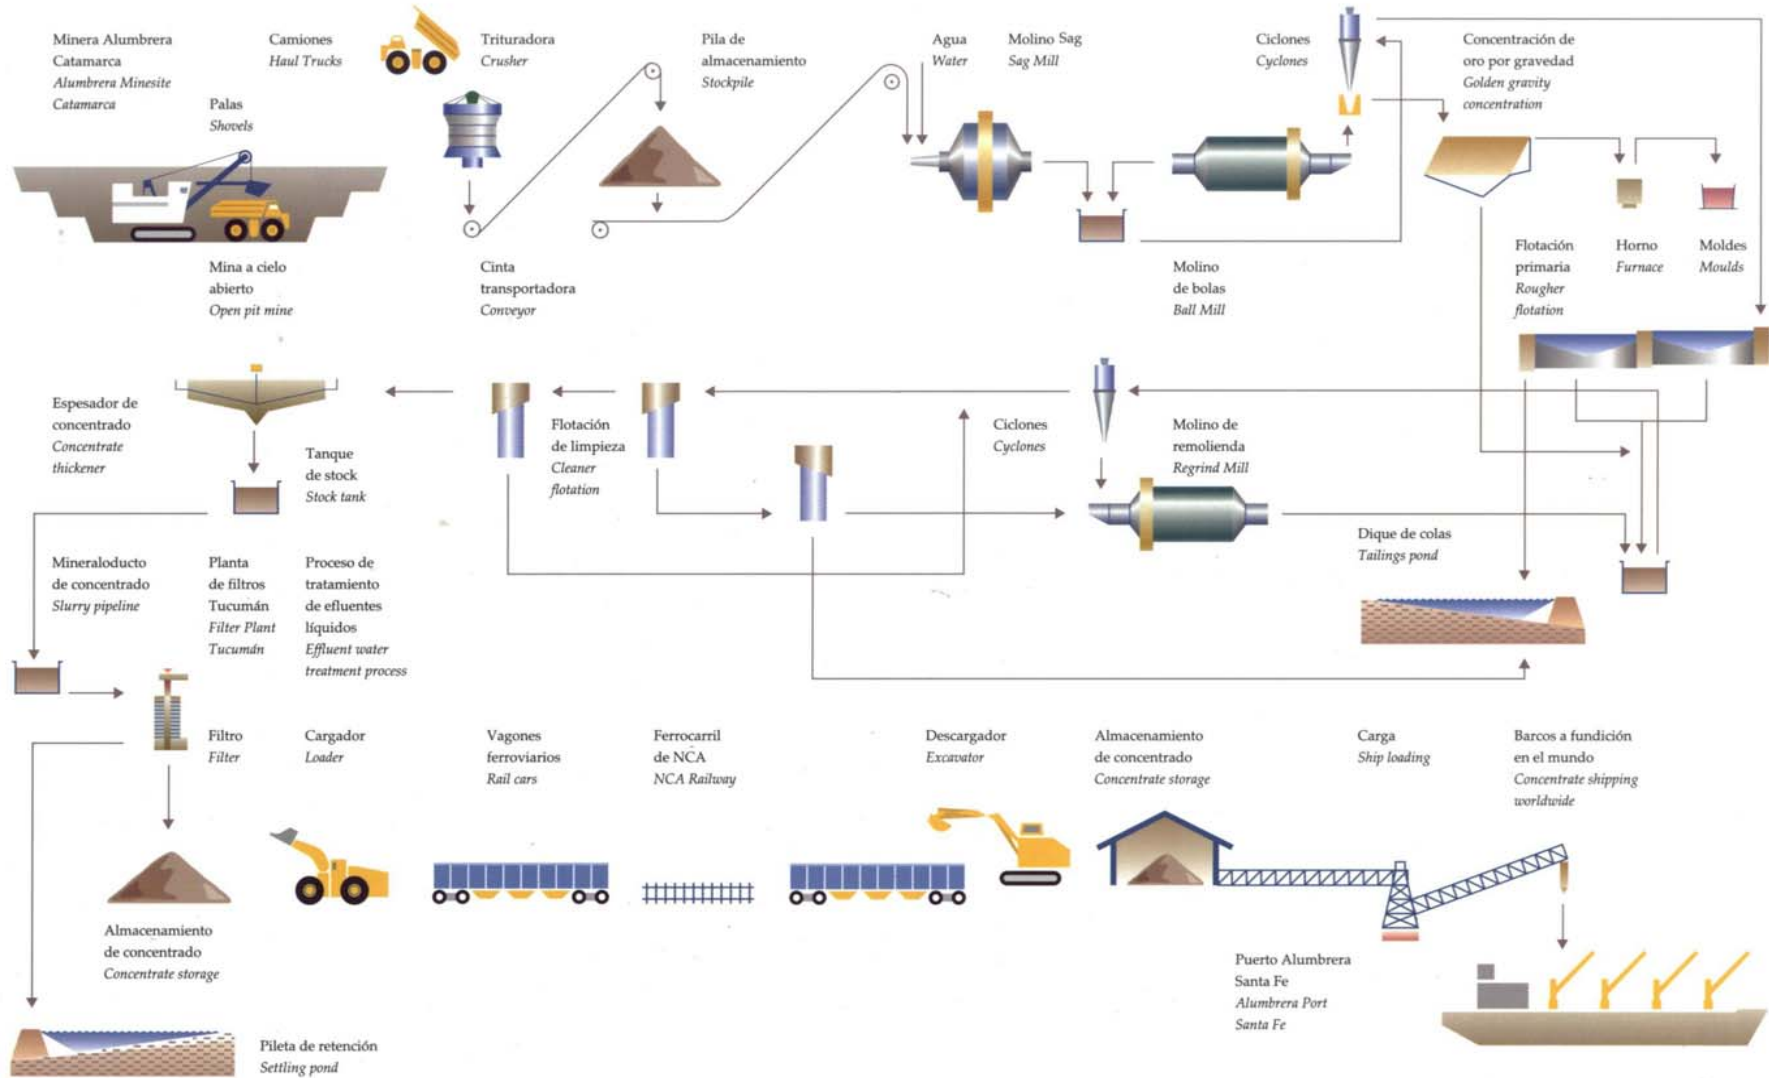 Minera Alumbrera
Catamarca
Alumbrera Minesite
Catamarca
Palas
Shovels
Camiones
Haul Trucks
Trituradora
Crusher
Pila de
almacenamiento
Stockpile
Agua
Water
Molino Sag
Sag Mill
Ciclones
Cyclones
Concentración de
oro por gravedad
Golden gravity
concentration
Mina a cielo
abierto
Open pit mine
Cinta
transportadora
Conveyor
Molino
de bolas
Ball Mill
Flotación
primaria
Rougher
flotation
Horno
Furnace
Moldes
Moulds
Espesador de
concentrado
Concentrate
thickener
Tanque
de stock
Stock tank
Flotación
de limpieza
Cleaner
flotation
Ciclones
Cyclones
Molino de
remolienda
Regrind Mill
Dique de colas
Tailings pond
Mineraloducto
de concentrado
Slurry pipeline
Planta
de filtros
Tucumán
Filter Plant
Tucumán
Proceso de
tratamiento
de efluentes
líquidos
Effluent water
treatment process
Filtro
Filter
Cargador
Loader
Vagones
ferroviarios
Rail cars
Ferrocarril
de NCA
NCA Railway
Descargador
Excavator
Almacenamiento
de concentrado
Concentrate storage
Carga
Ship loading
Barcos a fundición
en el mundo
Concentrate shipping
worldwide
Almacenamiento
de concentrado
Concentrate storage
Puerto Alumbrera
Santa Fe
Alumbrera Port
Santa Fe
Pileta de retención
Settling pond